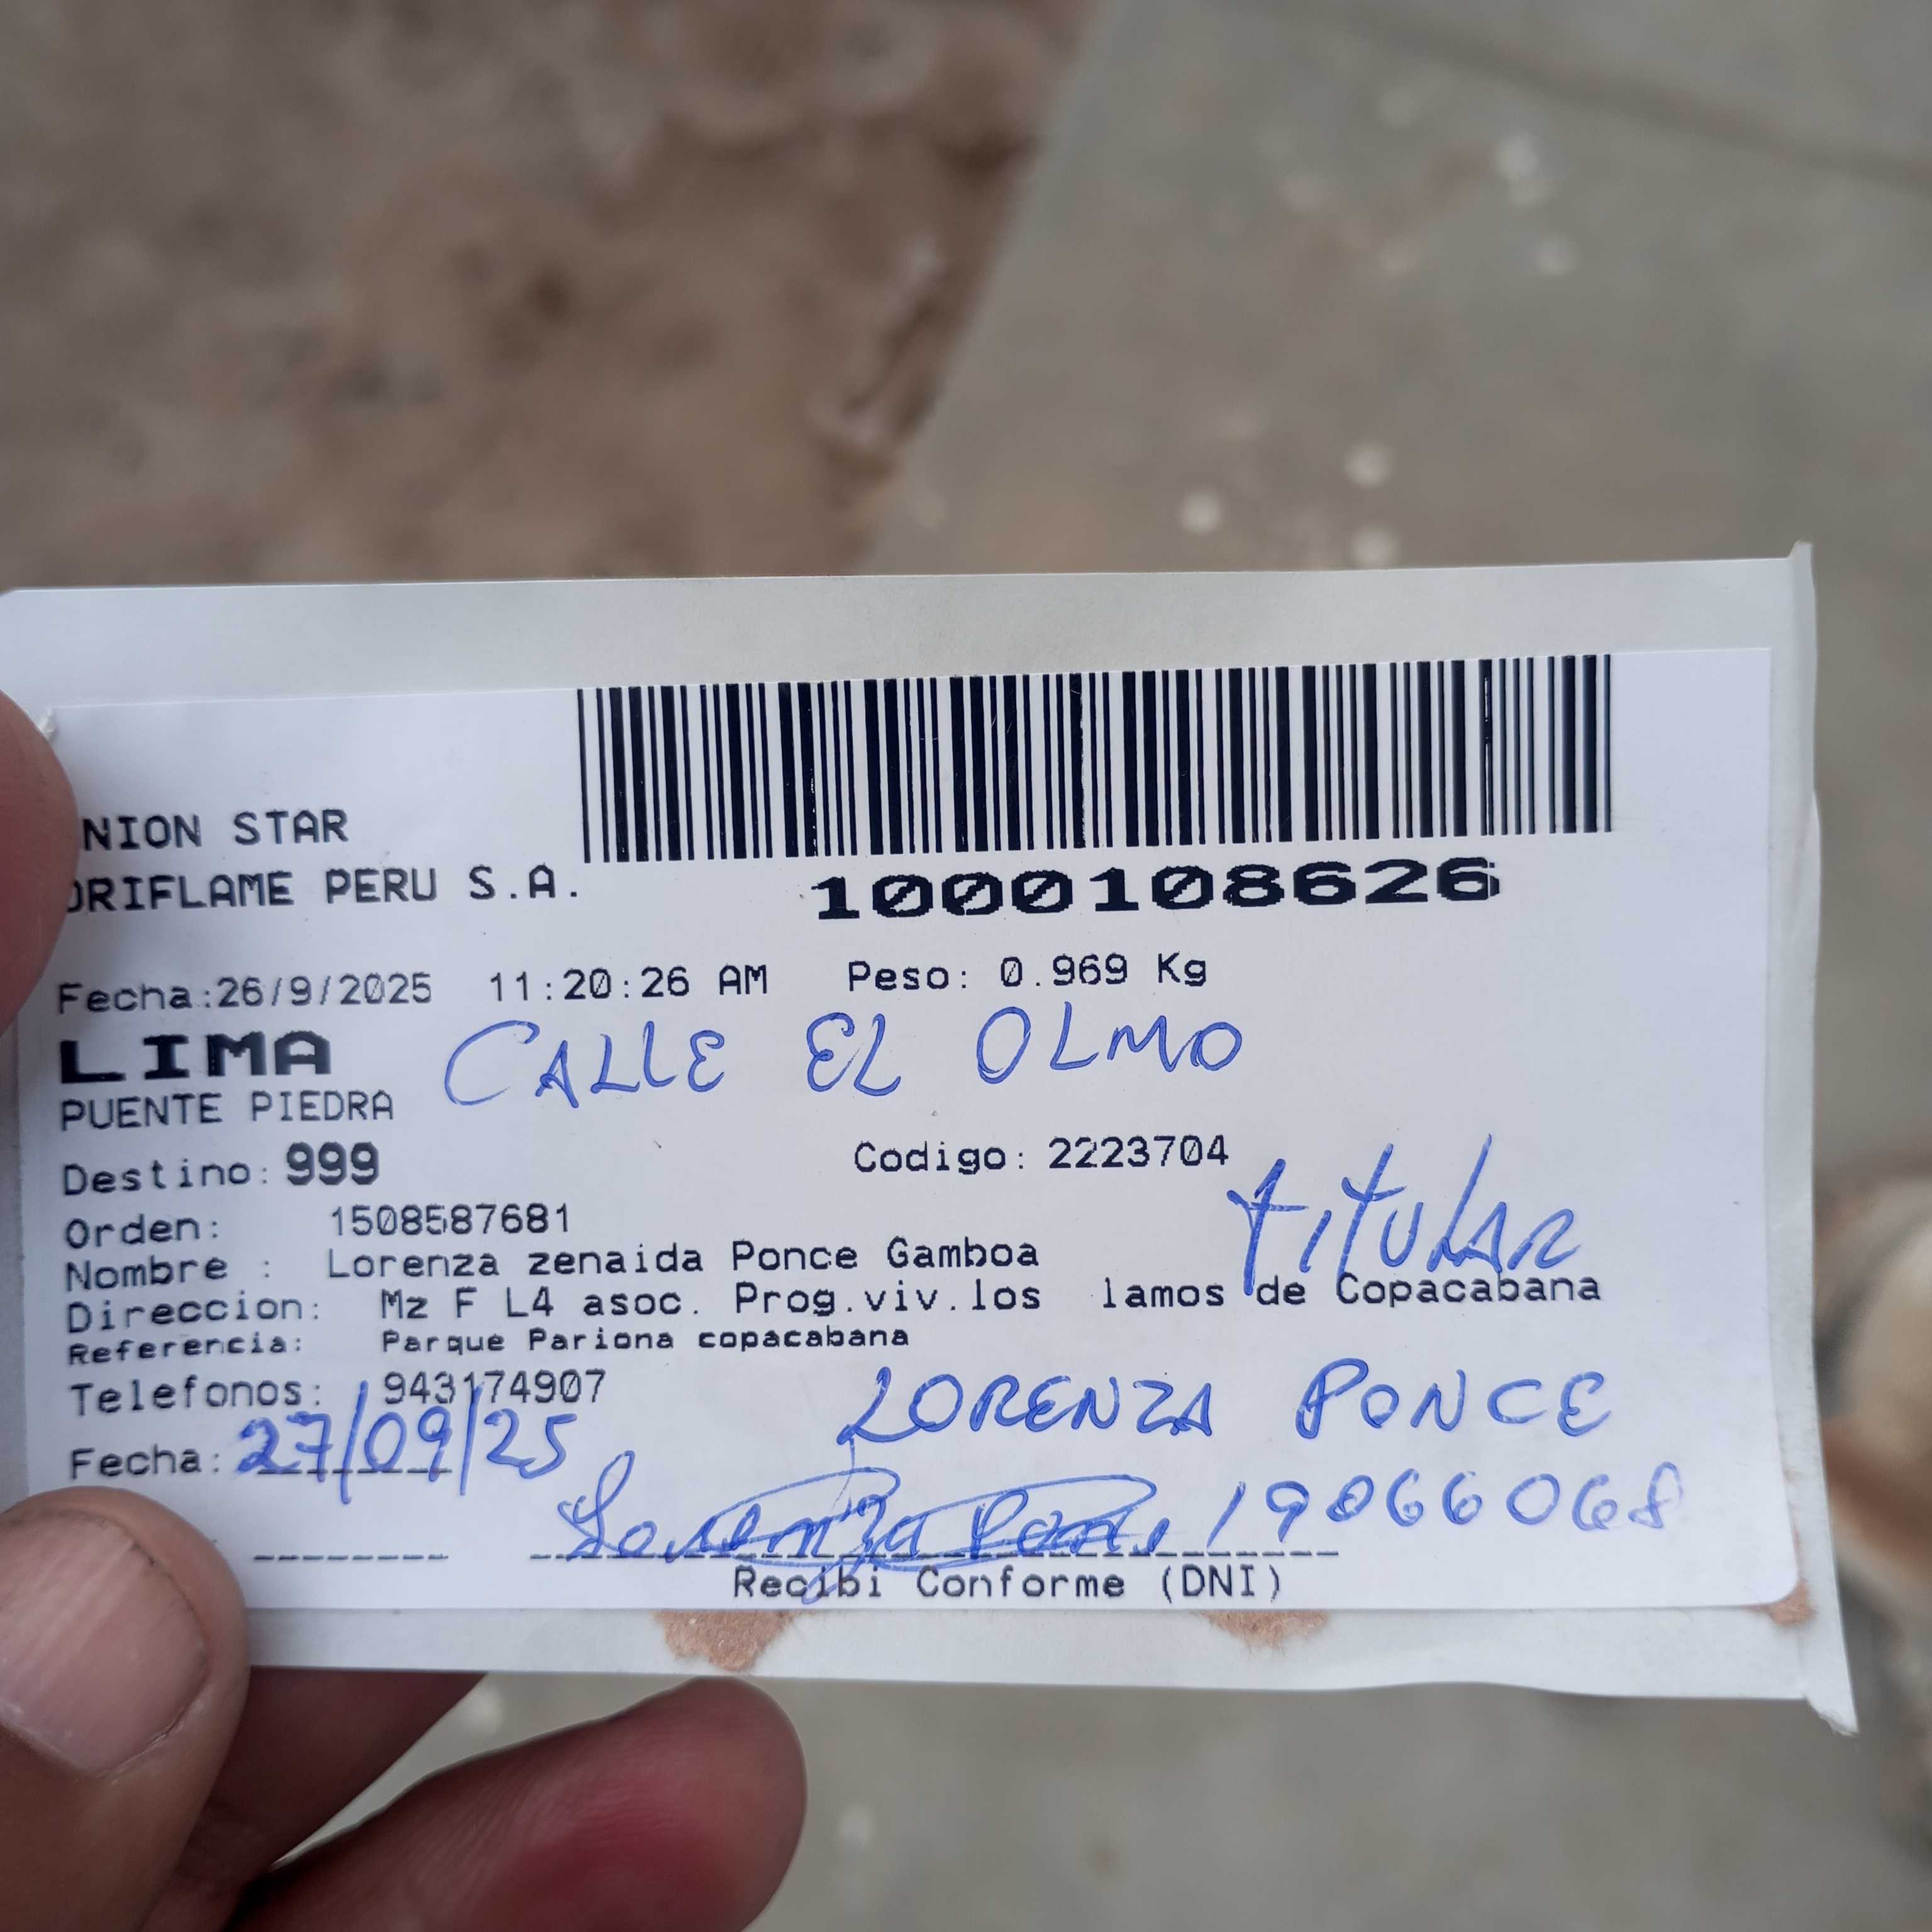 NION STAR
ORIFLAME PERU S.A.
1000108626
Fecha:26/9/2025 11:20:26 AM Peso: 0.969 Kg
LIMA CALLE EL OLMO
PUENTE PIEDRA
Destino: 999 Codigo: 2223704
TITULAR
Orden: 1508587681
Nombre : Lorenza zenaida Ponce Gamboa
Direccion: Mz F L4 asoc. Prog.viv.los lamos de Copacabana
Referencia: Parque Pariona copacabana
Telefonos: 943174907
LORENZA PONCE
Fecha: 27/09/25
Lorenza Ponce 19066068
Recibi Conforme (DNI)